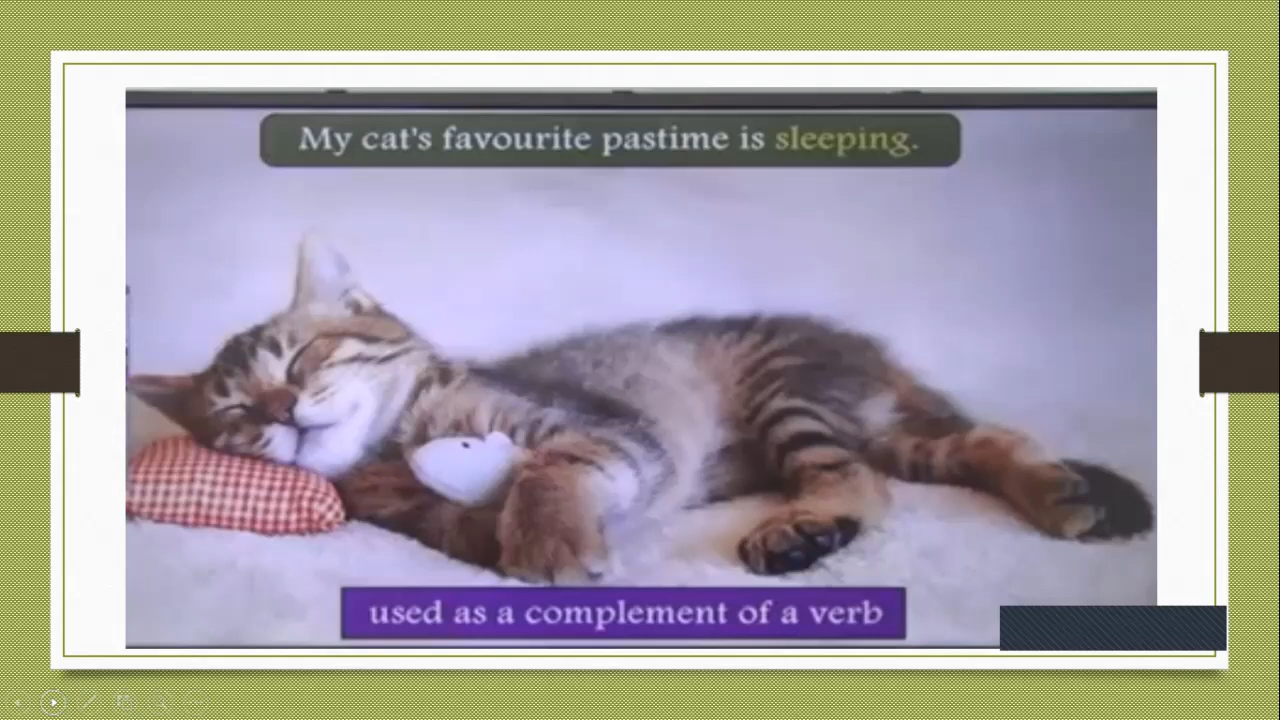 My cat's favourite pastime is sleeping.
used as a complement of a verb